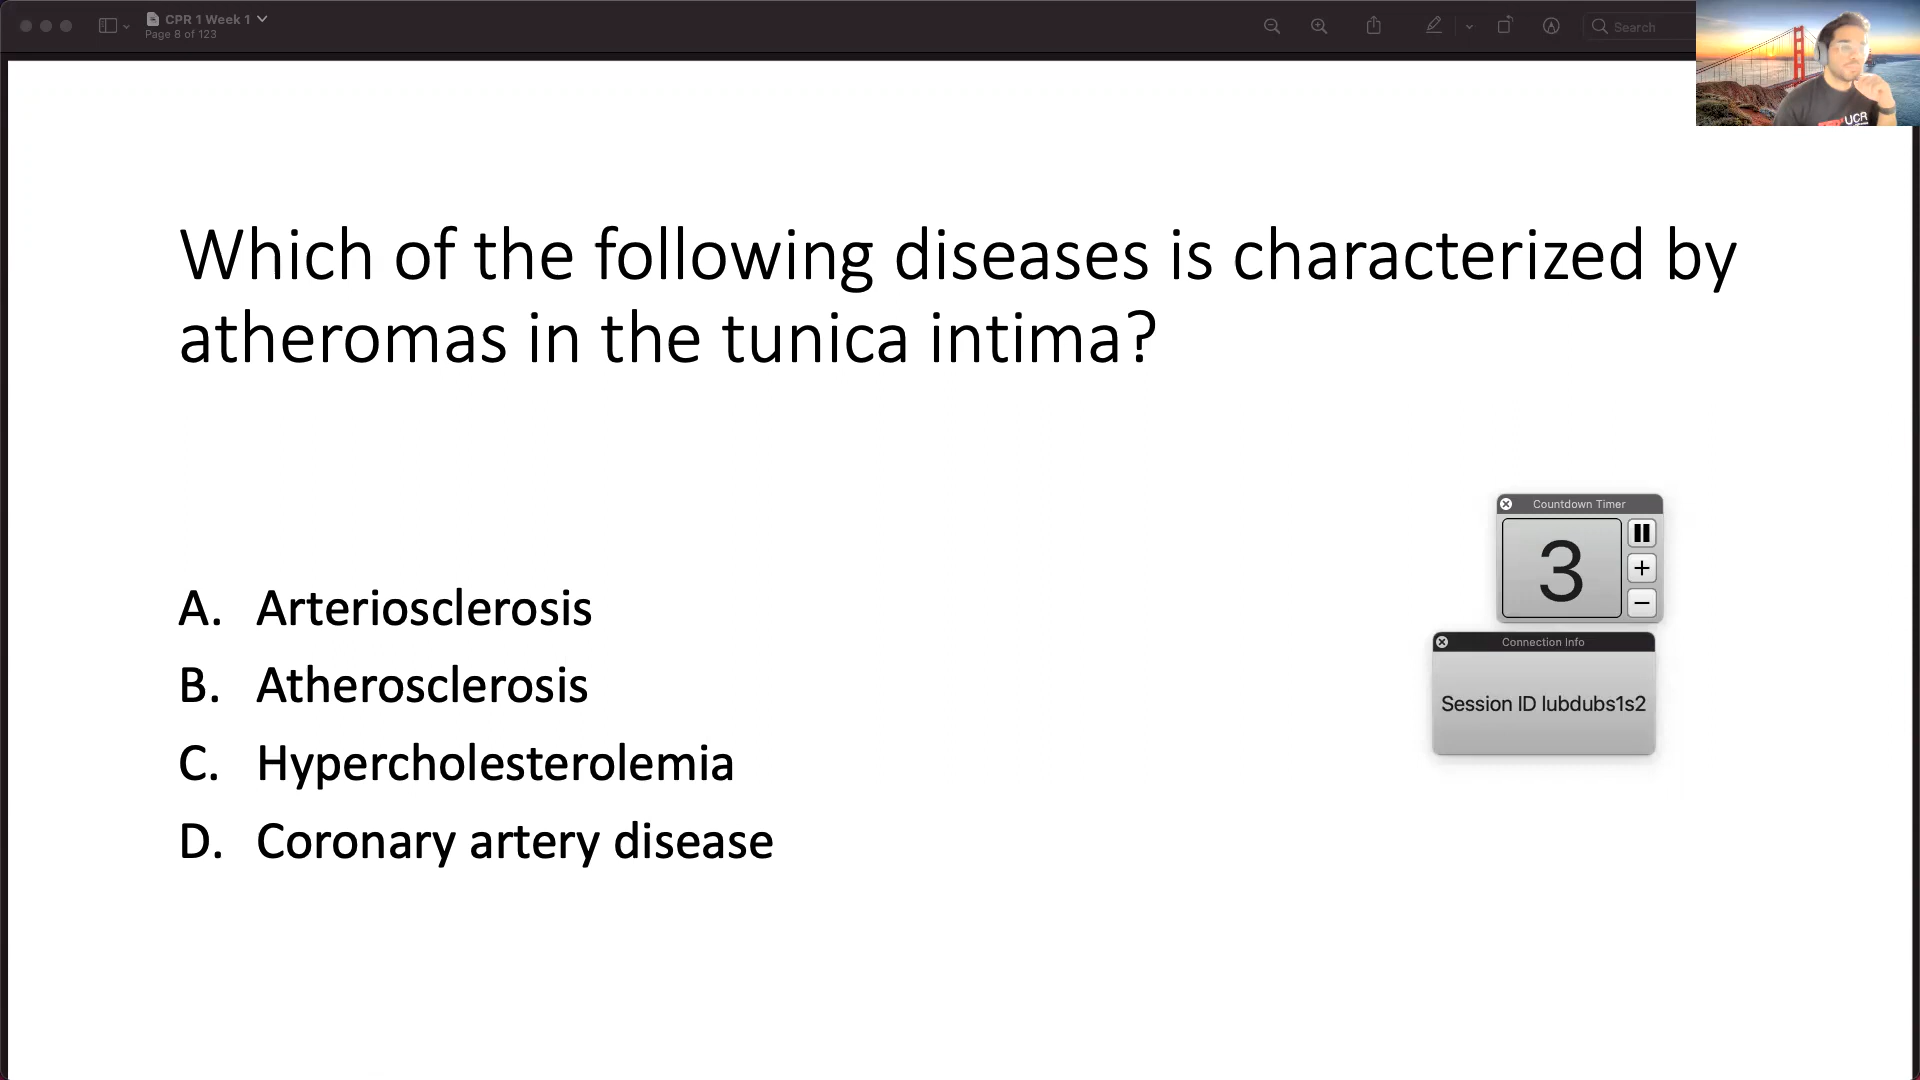 CPR 1 Week 1
Page 8 of 123
Search
UCR
Which of the following diseases is characterized by
atheromas in the tunica intima?
Countdown Timer
3
Connection Info
Session ID lubdubs1s2
A. Arteriosclerosis
B. Atherosclerosis
C. Hypercholesterolemia
D. Coronary artery disease